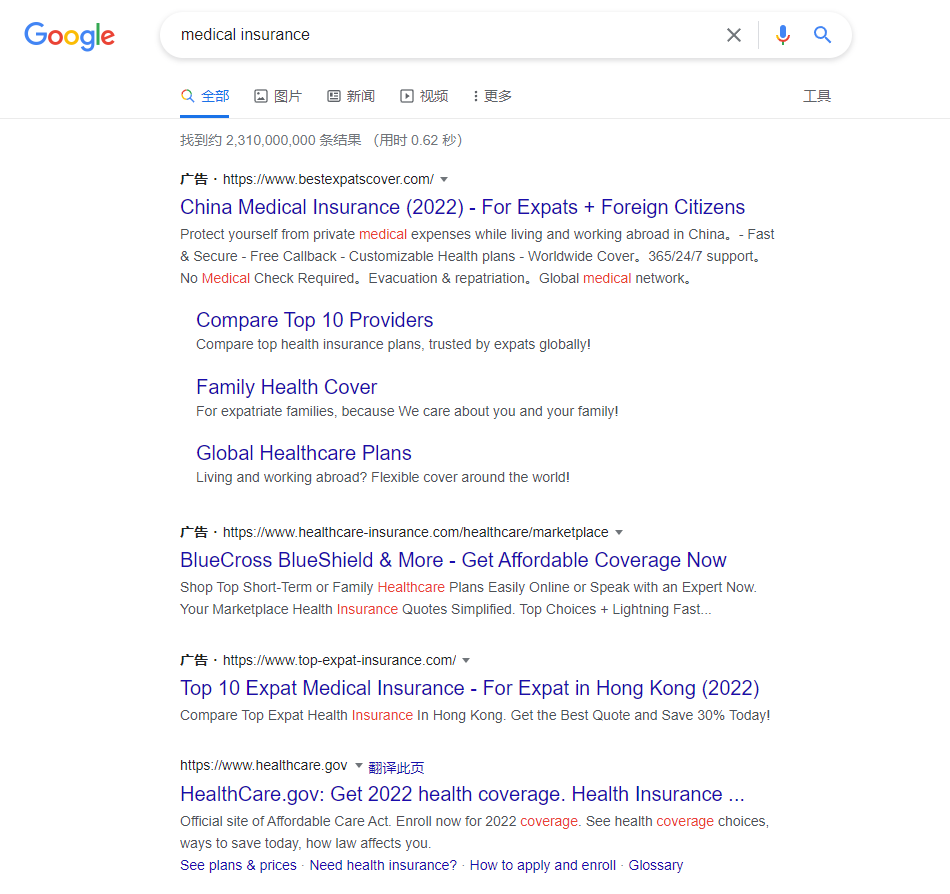 Google
medical insurance
全部 图片 新闻 视频 更多 工具
找到约 2,310,000,000 条结果 （用时 0.62 秒）
广告 · https://www.bestexpatscover.com/
China Medical Insurance (2022) - For Expats + Foreign Citizens
Protect yourself from private medical expenses while living and working abroad in China。 - Fast
& Secure - Free Callback - Customizable Health plans - Worldwide Cover。 365/24/7 support。
No Medical Check Required。 Evacuation & repatriation。 Global medical network。
Compare Top 10 Providers
Compare top health insurance plans, trusted by expats globally!
Family Health Cover
For expatriate families, because We care about you and your family!
Global Healthcare Plans
Living and working abroad? Flexible cover around the world!
广告 · https://www.healthcare-insurance.com/healthcare/marketplace
BlueCross BlueShield & More - Get Affordable Coverage Now
Shop Top Short-Term or Family Healthcare Plans Easily Online or Speak with an Expert Now.
Your Marketplace Health Insurance Quotes Simplified. Top Choices + Lightning Fast...
广告 · https://www.top-expat-insurance.com/
Top 10 Expat Medical Insurance - For Expat in Hong Kong (2022)
Compare Top Expat Health Insurance In Hong Kong. Get the Best Quote and Save 30% Today!
https://www.healthcare.gov 翻译此页
HealthCare.gov: Get 2022 health coverage. Health Insurance ...
Official site of Affordable Care Act. Enroll now for 2022 coverage. See health coverage choices,
ways to save today, how law affects you.
See plans & prices · Need health insurance? · How to apply and enroll · Glossary